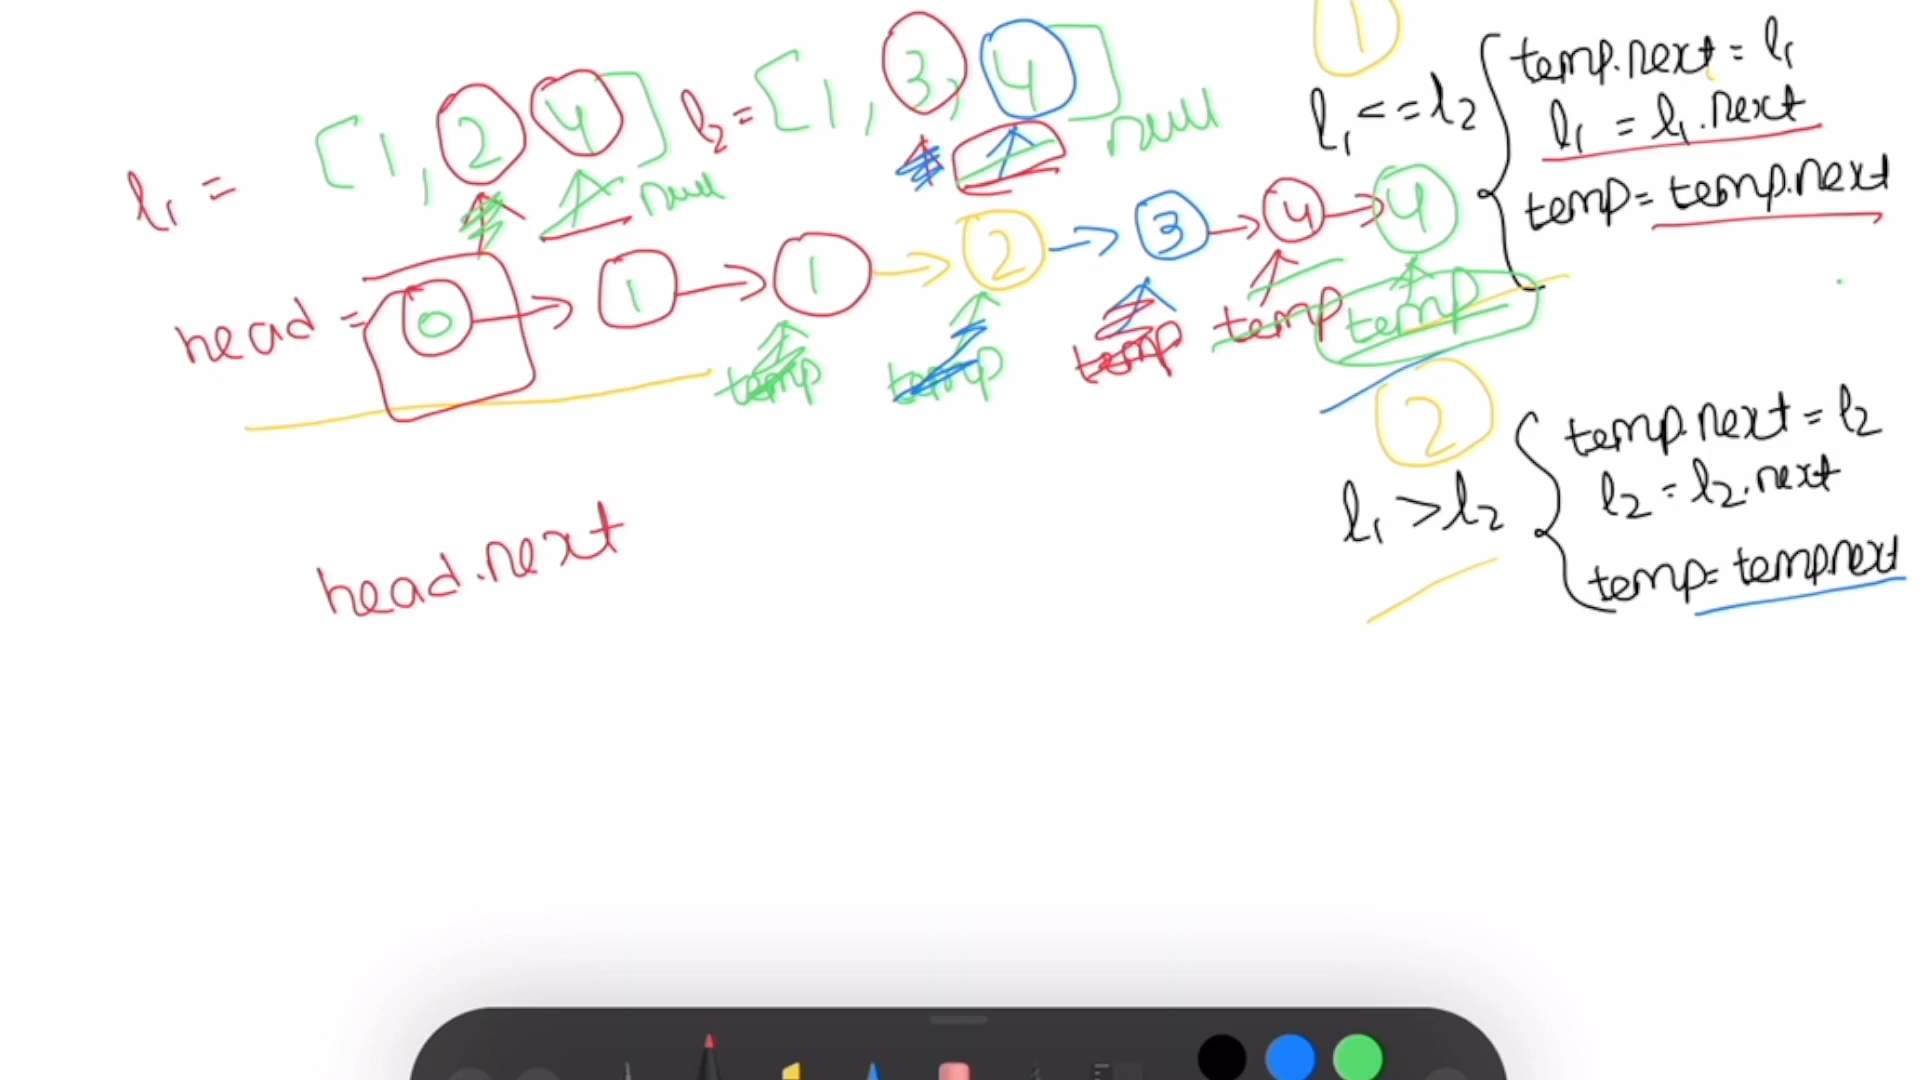 l1 = [1, 2 4] null
l2 = [1, 3, 4] null
head = 0 → 1 → 1 → 2 → 3 → 4 → 4
temp temp temp temp temp
head.next
1
l1 <= l2
temp.next = l1
l1 = l1.next
temp = temp.next
2
l1 > l2
temp.next = l2
l2 = l2.next
temp = temp.next